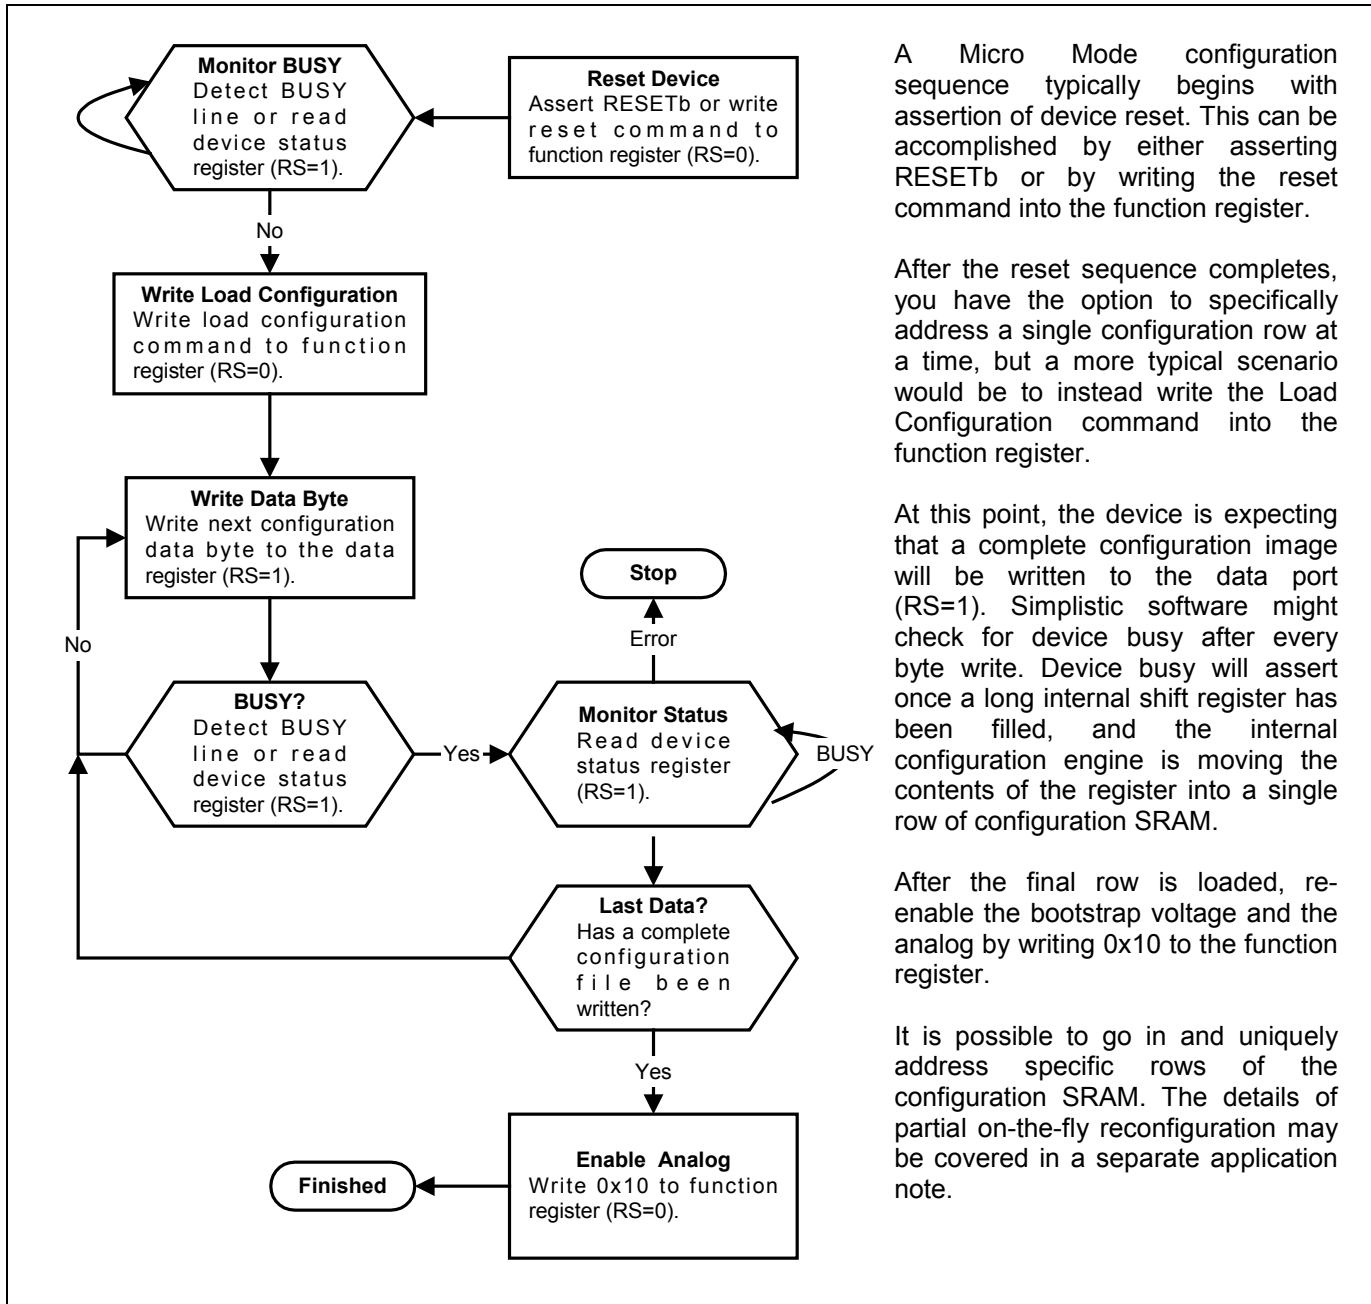 Monitor BUSY
Detect BUSY
line or read
device status
register (RS=1).
Reset Device
Assert RESETb or write
reset command to
function register (RS=0).
No
Write Load Configuration
Write load configuration
command to function
register (RS=0).
Write Data Byte
Write next configuration
data byte to the data
register (RS=1).
No
BUSY?
Detect BUSY
line or read
device status
register (RS=1).
Yes
Stop
Error
Monitor Status
Read device
status register
(RS=1).
BUSY
Last Data?
Has a complete
configuration
file been
written?
Yes
Enable Analog
Write 0x10 to function
register (RS=0).
Finished
A Micro Mode configuration
sequence typically begins with
assertion of device reset. This can be
accomplished by either asserting
RESETb or by writing the reset
command into the function register.
After the reset sequence completes,
you have the option to specifically
address a single configuration row at
a time, but a more typical scenario
would be to instead write the Load
Configuration command into the
function register.
At this point, the device is expecting
that a complete configuration image
will be written to the data port
(RS=1). Simplistic software might
check for device busy after every
byte write. Device busy will assert
once a long internal shift register has
been filled, and the internal
configuration engine is moving the
contents of the register into a single
row of configuration SRAM.
After the final row is loaded, re-
enable the bootstrap voltage and the
analog by writing 0x10 to the function
register.
It is possible to go in and uniquely
address specific rows of the
configuration SRAM. The details of
partial on-the-fly reconfiguration may
be covered in a separate application
note.